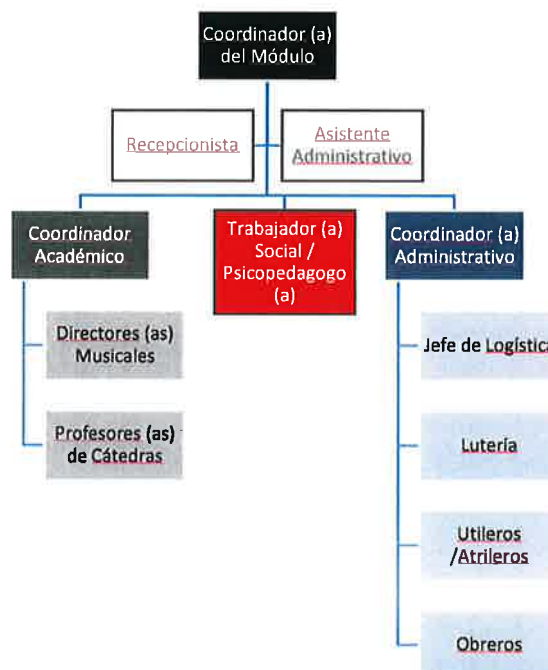 Coordinador (a)
del Módulo
Recepcionista
Asistente
Administrativo
Coordinador
Académico
Trabajador (a)
Social /
Psicopedagogo
(a)
Coordinador (a)
Administrativo
Directores (as)
Musicales
Profesores (as)
de Cátedras
Jefe de Logística
Lutería
Utileros
/Atrileros
Obreros